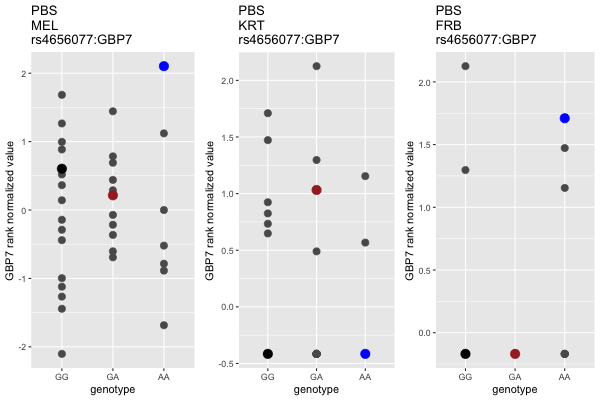 PBS
MEL
rs4656077:GBP7
GBP7 rank normalized value
2
1
0
-1
-2
GG
GA
AA
genotype
PBS
KRT
rs4656077:GBP7
GBP7 rank normalized value
2.0
1.5
1.0
0.5
0.0
-0.5
GG
GA
AA
genotype
PBS
FRB
rs4656077:GBP7
GBP7 rank normalized value
2.0
1.5
1.0
0.5
0.0
GG
GA
AA
genotype